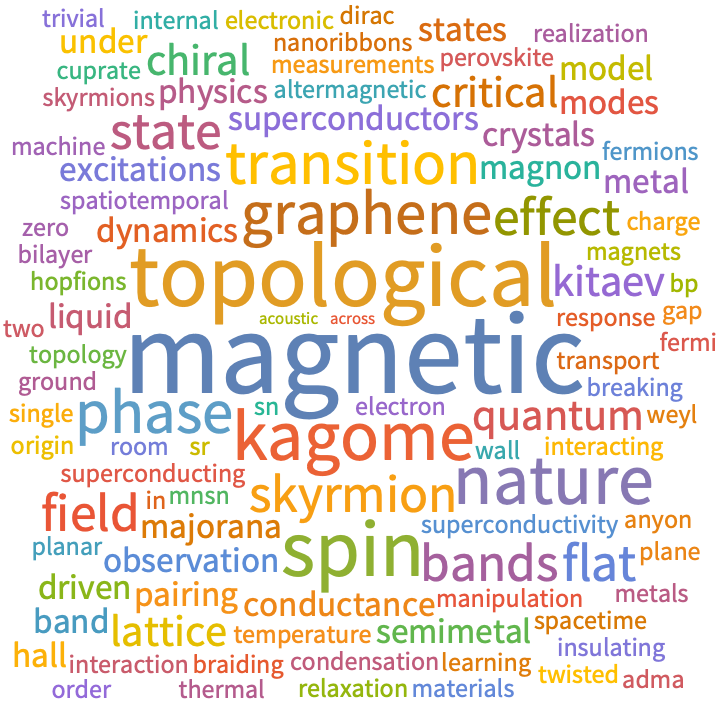 trivial internal electronic dirac states realization
under chiral nanoribbons measurements perovskite model
cuprate skyrmions physics altermagnetic critical modes
machine state superconductors crystals fermions
excitations transition magnon metal
spatiotemporal graphene effect charge
zero dynamics magnets
bilayer hopfions topological kitaev bp
two liquid acoustic across response gap
topology magnetic transport fermi
ground breaking
single phase sn electron quantum weyl
origin room sr kagome wall interacting
superconducting skyrmion nature
field in mnsn
majorana spin superconductivity anyon
planar observation bands flat plane
driven pairing conductance manipulation metals
band lattice temperature semimetal spacetime
hall interaction braiding condensation learning insulating
order thermal relaxation materials twisted adma